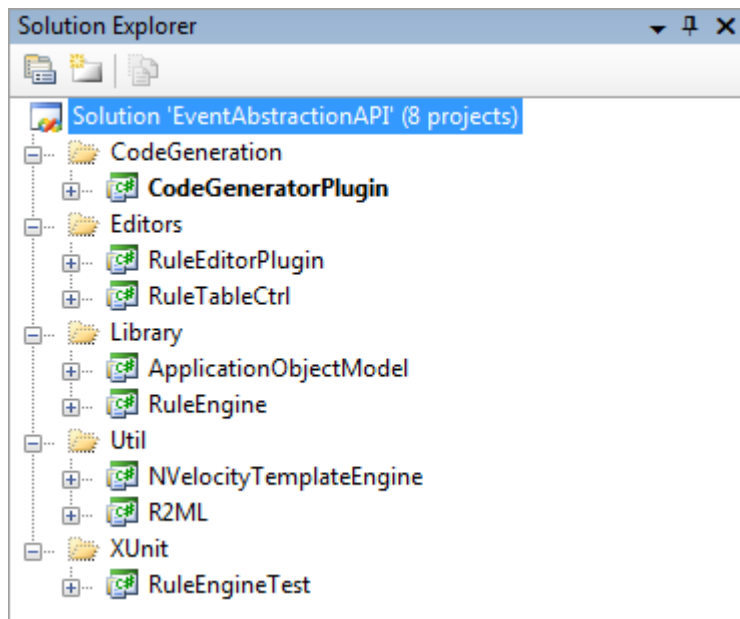 Solution Explorer
Solution 'EventAbstractionAPI' (8 projects)
CodeGeneration
CodeGeneratorPlugin
Editors
RuleEditorPlugin
RuleTableCtrl
Library
ApplicationObjectModel
RuleEngine
Util
NVelocityTemplateEngine
R2ML
XUnit
RuleEngineTest